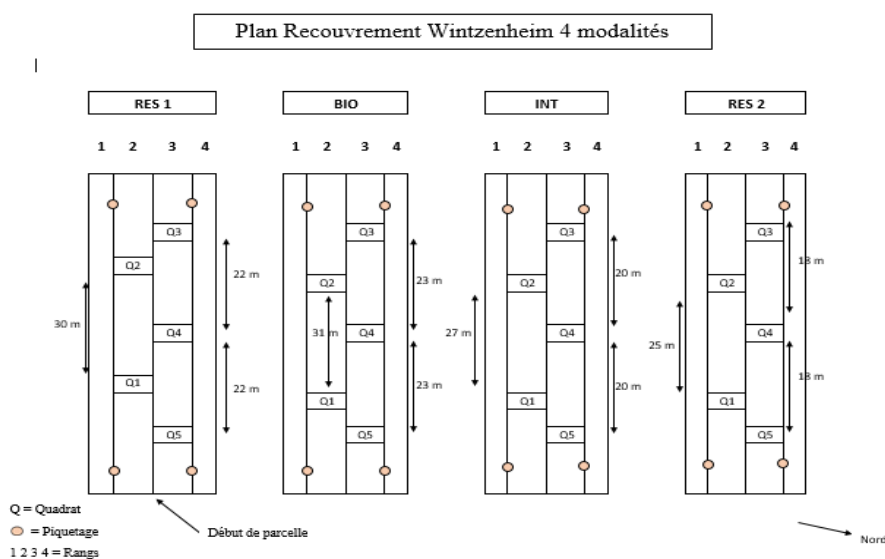 Plan Recouvrement Wintzenheim 4 modalités
RES 1
BIO
INT
RES 2
1 2 3 4
1 2 3 4
1 2 3 4
1 2 3 4
Q3
Q2
22 m
30 m
Q4
Q1
22 m
Q5
Q3
Q2
23 m
31 m
Q4
Q1
23 m
Q5
Q3
20 m
Q2
27 m
Q4
Q1
20 m
Q5
Q3
18 m
Q2
25 m
Q4
18 m
Q1
Q5
Q = Quadrat
= Piquetage
1 2 3 4 = Rangs
Début de parcelle
Nord